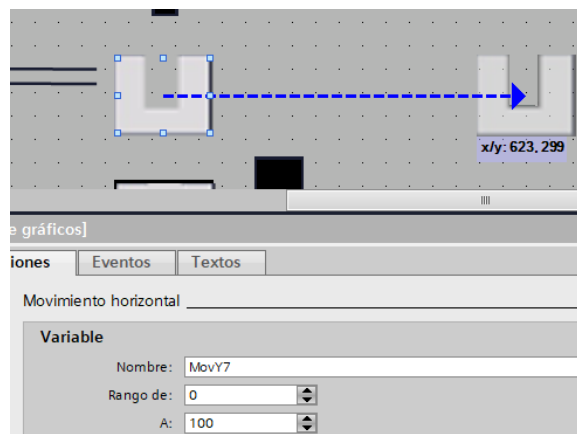 x/y: 623, 299
e gráficos]
iones Eventos Textos
Movimiento horizontal
Variable
Nombre: MovY7
Rango de: 0
A: 100